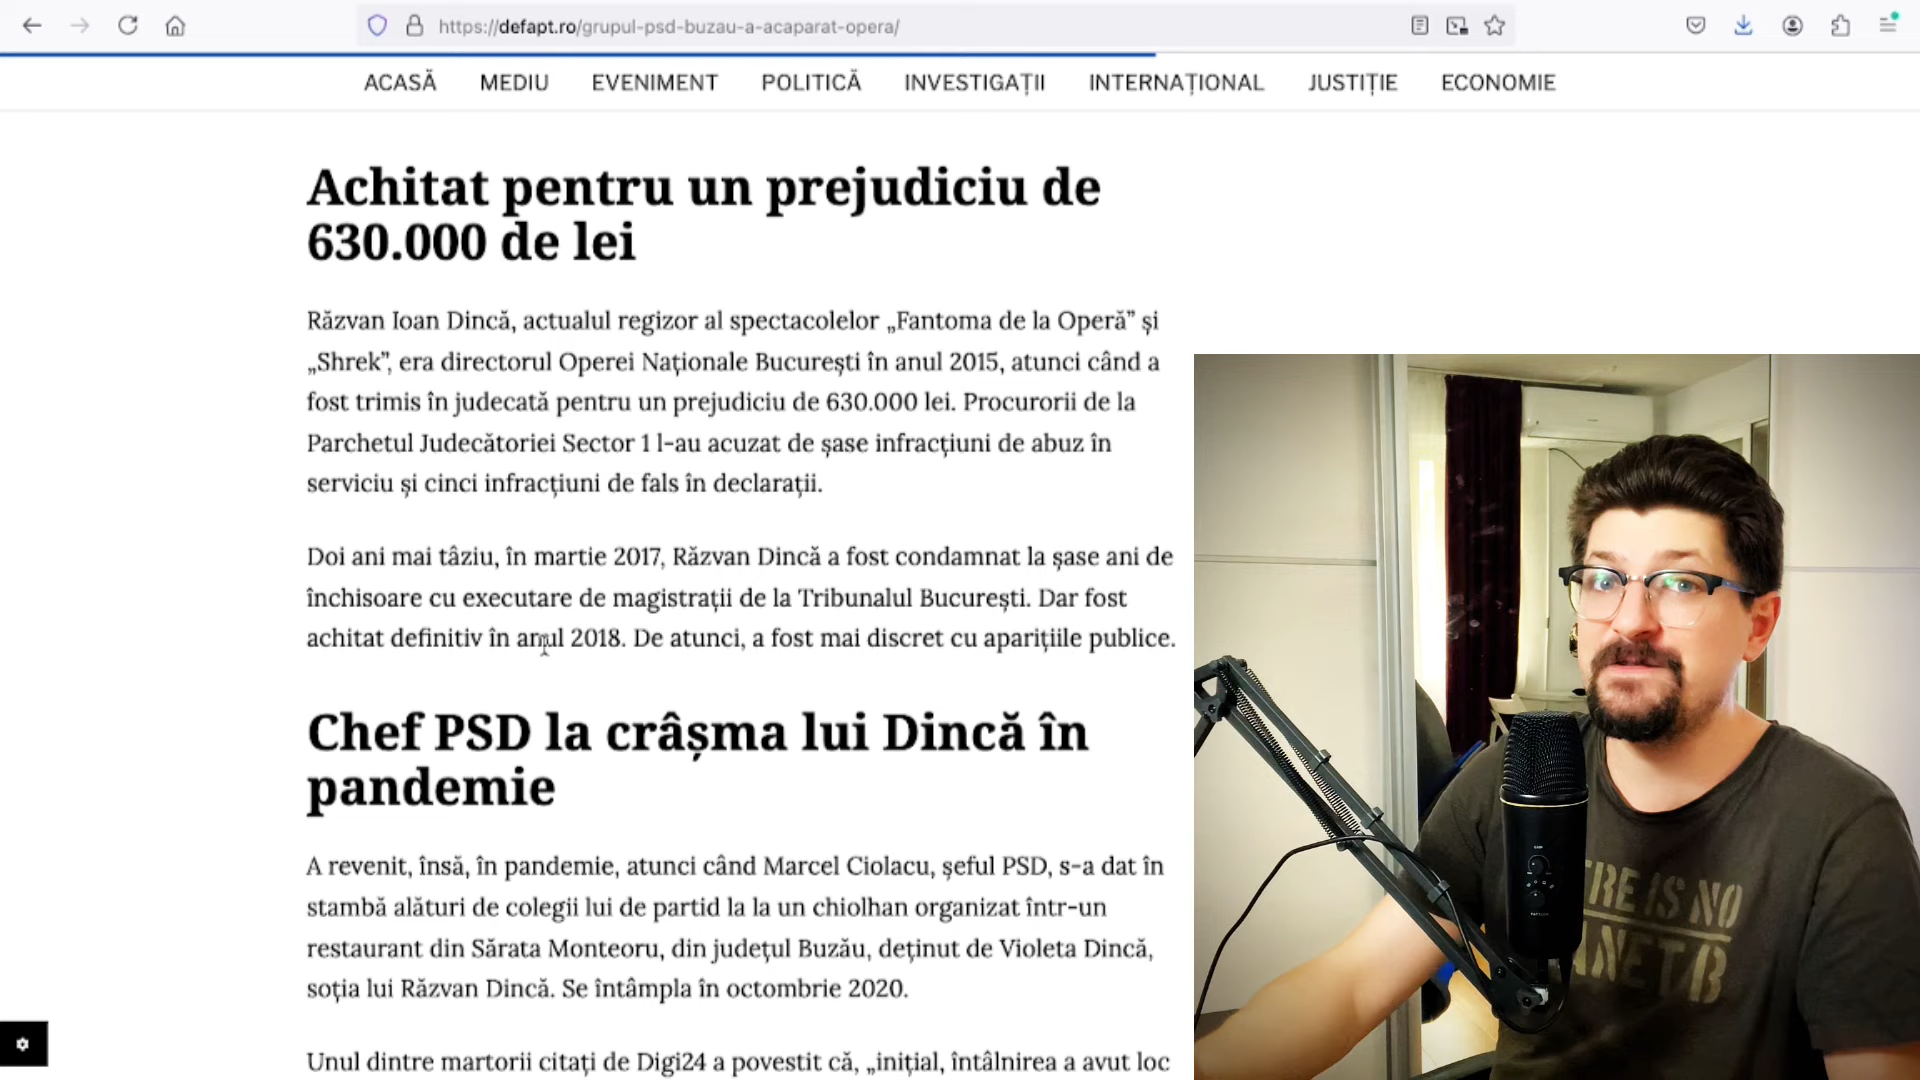 https://defapt.ro/grupul-psd-buzau-a-acaparat-opera/
ACASĂ MEDIU EVENIMENT POLITICĂ INVESTIGAȚII INTERNAȚIONAL JUSTIȚIE ECONOMIE
Achitat pentru un prejudiciu de
630.000 de lei
Răzvan Ioan Dincă, actualul regizor al spectacolelor „Fantoma de la Operă” și
„Shrek”, era directorul Operei Naționale București în anul 2015, atunci când a
fost trimis în judecată pentru un prejudiciu de 630.000 lei. Procurorii de la
Parchetul Judecătoriei Sector 1 l-au acuzat de șase infracțiuni de abuz în
serviciu și cinci infracțiuni de fals în declarații.
Doi ani mai tâziu, în martie 2017, Răzvan Dincă a fost condamnat la șase ani de
închisoare cu executare de magistrații de la Tribunalul București. Dar fost
achitat definitiv în anul 2018. De atunci, a fost mai discret cu aparițiile publice.
Chef PSD la crâșma lui Dincă în
pandemie
A revenit, însă, în pandemie, atunci când Marcel Ciolacu, șeful PSD, s-a dat în
stambă alături de colegii lui de partid la la un chiolhan organizat într-un
restaurant din Sărata Monteoru, din județul Buzău, deținut de Violeta Dincă,
soția lui Răzvan Dincă. Se întâmpla în octombrie 2020.
Unul dintre martorii citați de Digi24 a povestit că, „inițial, întâlnirea a avut loc
RE IS NO
ANET B